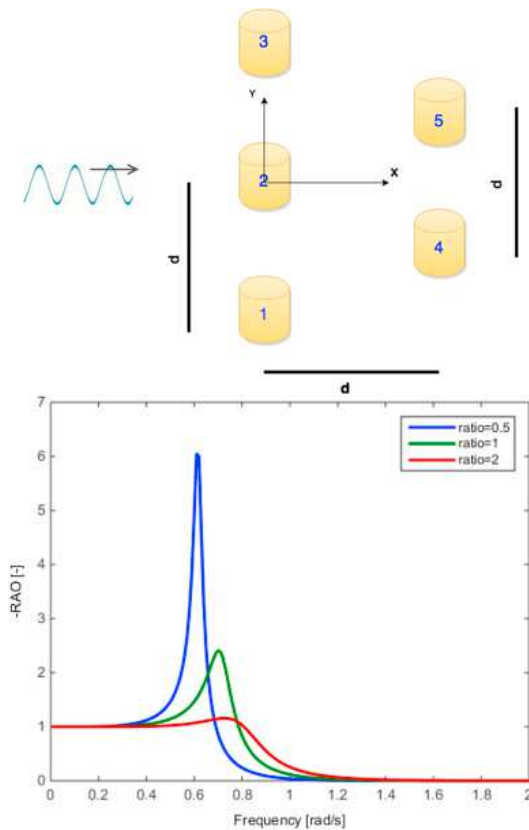 3
Y
5
2
X
d
d
4
1
d
7
6
5
4
3
2
1
0
-RAO [-]
ratio=0.5
ratio=1
ratio=2
0 0.2 0.4 0.6 0.8 1 1.2 1.4 1.6 1.8 2
Frequency [rad/s]